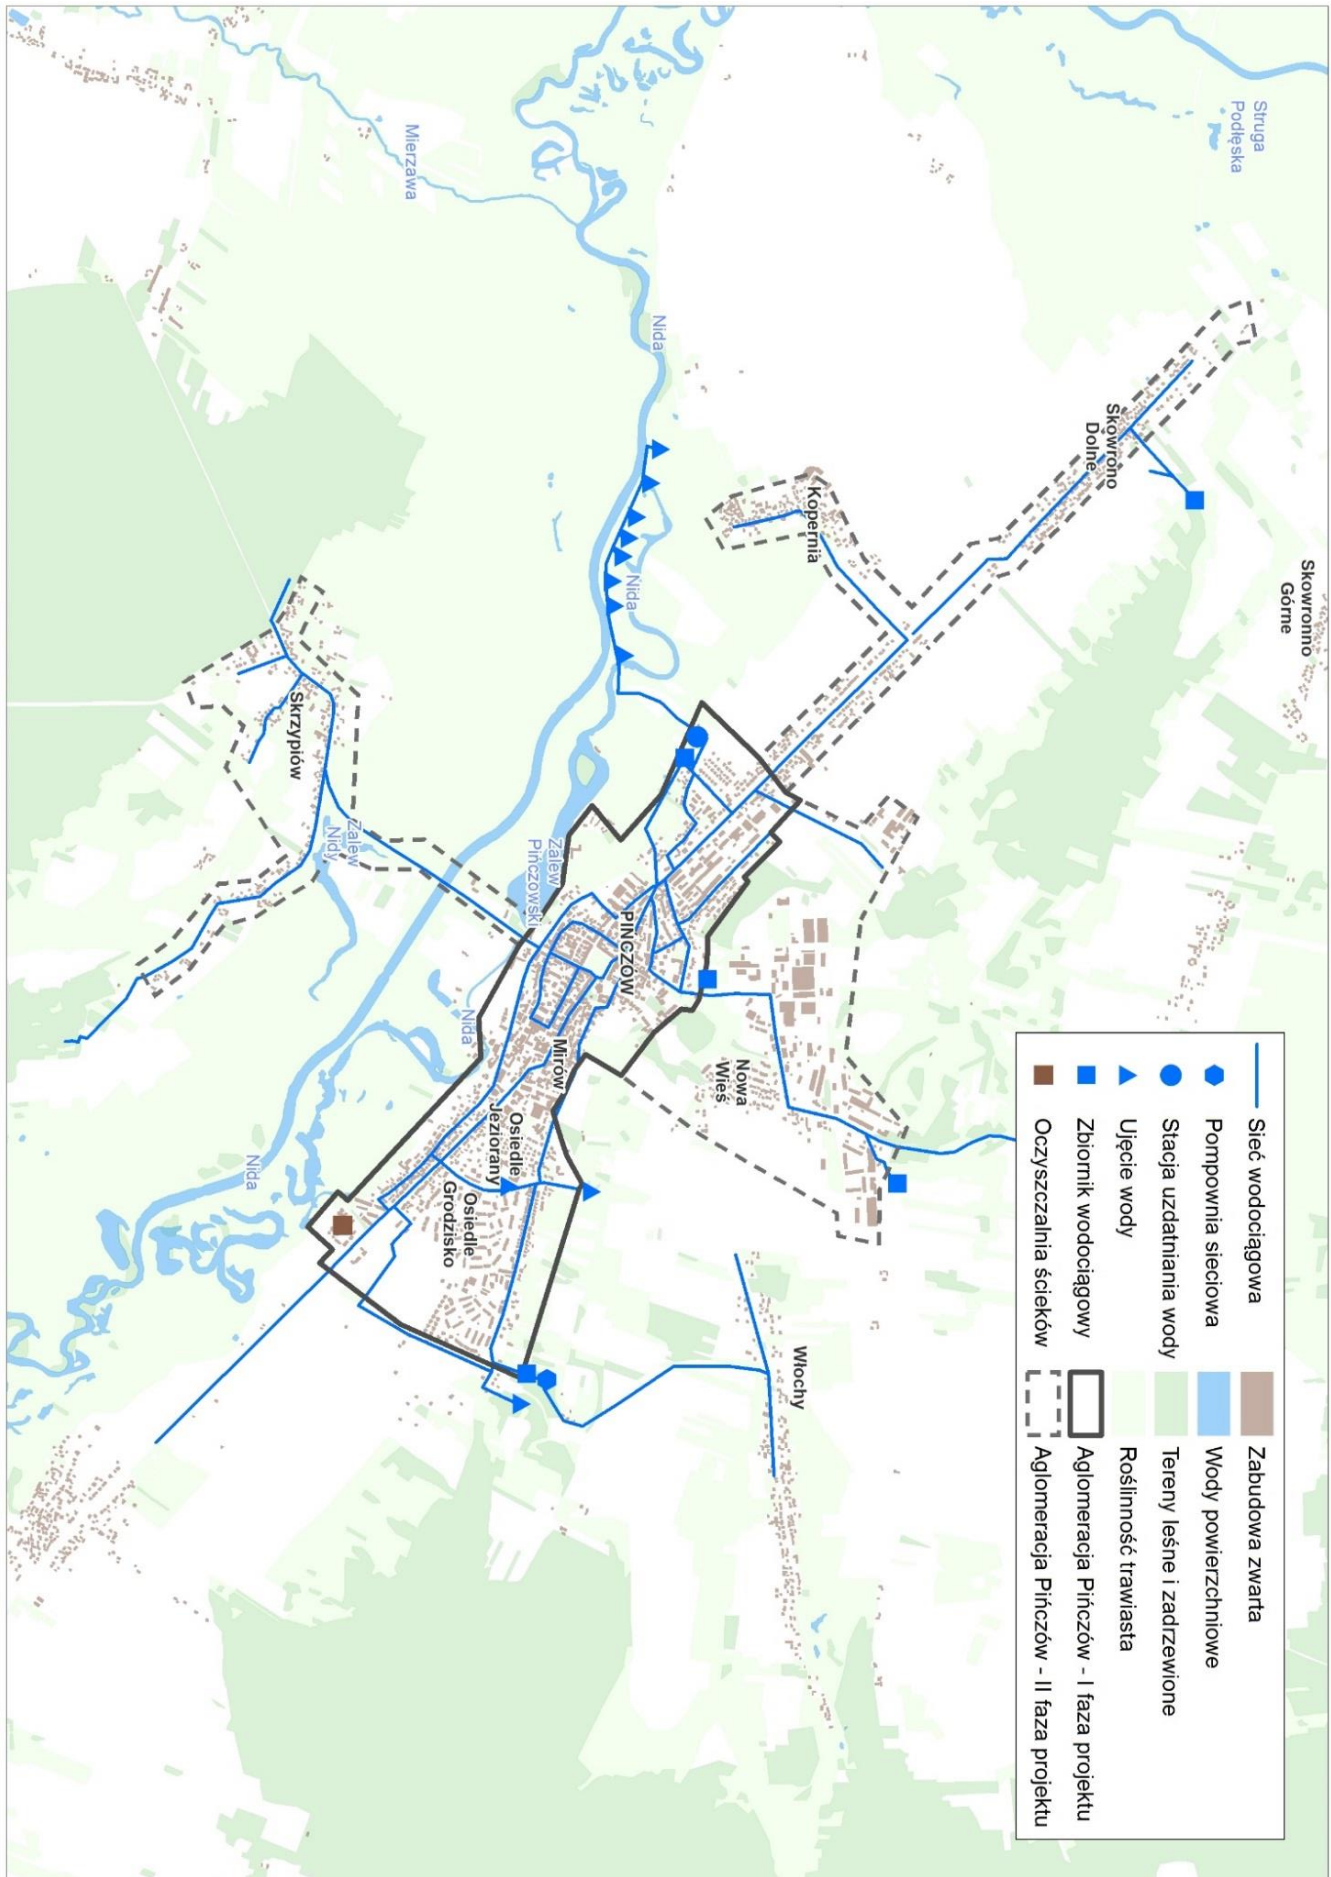 Struga
Podłęska
Mierzawa
Nida
Skowronno
Górne
Skowrono
Dolne
Kopernia
Nida
Skrzypiów
Zalew
Nidy
Zalew
Pińczowski
PIŃCZÓW
Nida
Mirów
Nowa
Wieś
Osiedle
Jeziorany
Osiedle
Grodzisko
Nida
Włochy
Sieć wodociągowa
Pompownia sieciowa
Stacja uzdatniania wody
Ujęcie wody
Zbiornik wodociągowy
Oczyszczalnia ścieków
Zabudowa zwarta
Wody powierzchniowe
Tereny leśne i zadrzewione
Roślinność trawiasta
Aglomeracja Pińczów - I faza projektu
Aglomeracja Pińczów - II faza projektu